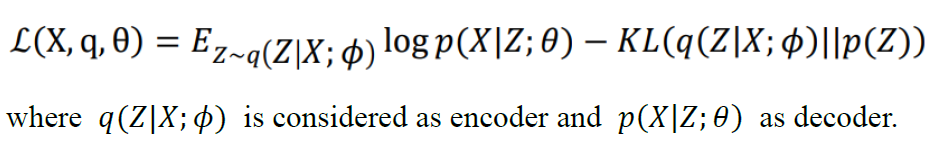 ℒ(X, q, θ) = E_{Z~q(Z|X; ϕ)} log p(X|Z; θ) − KL(q(Z|X; ϕ)||p(Z))
where q(Z|X; ϕ) is considered as encoder and p(X|Z; θ) as decoder.